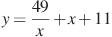 y = 49/x + x + 11